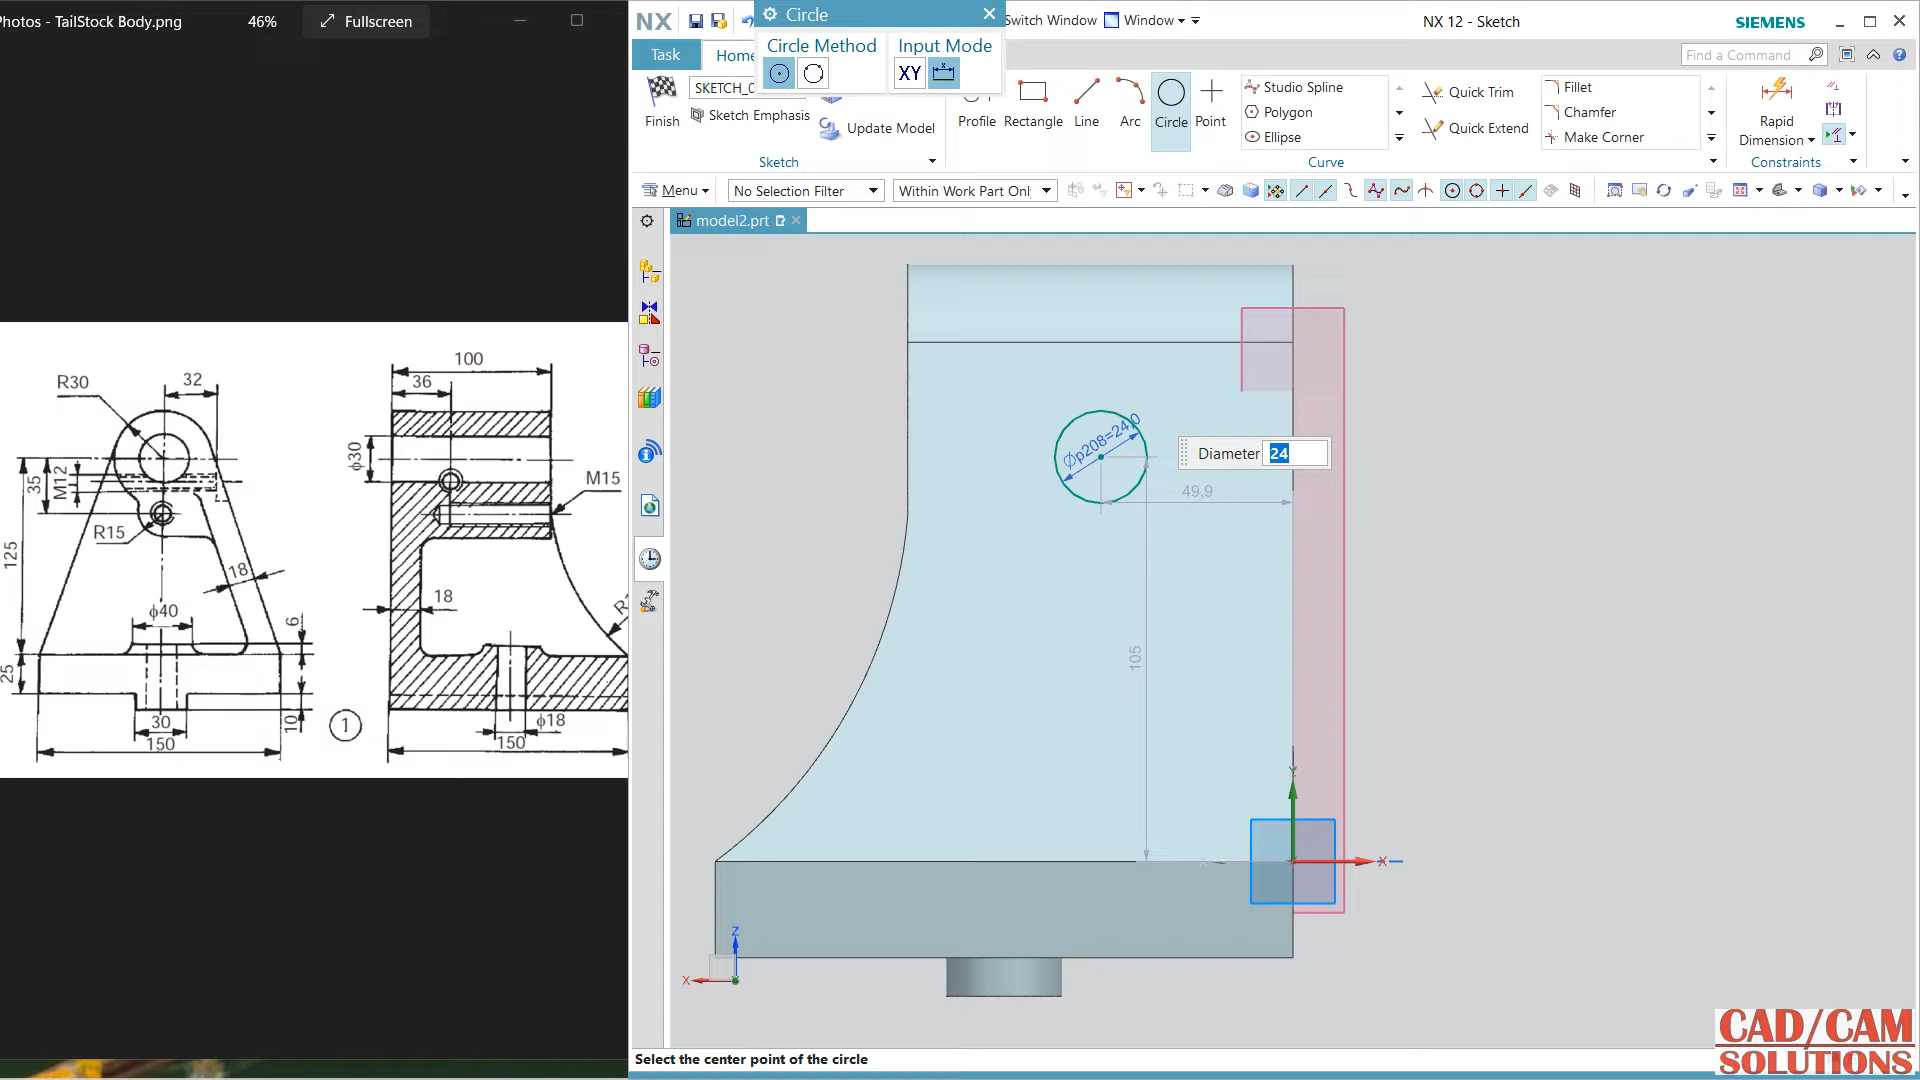 Photos - TailStock Body.png
46%
Fullscreen
R30
32
100
36
35
M12
ϕ30
M15
R15
125
18
18
ϕ40
6
25
30
150
10
1
ϕ18
150
NX
Circle
Switch Window
Window
NX 12 - Sketch
SIEMENS
Task
Home
Circle Method
Input Mode
XY
Find a Command
Finish
SKETCH_0
Sketch Emphasis
Update Model
Sketch
Profile
Rectangle
Line
Arc
Circle
Point
Studio Spline
Polygon
Ellipse
Quick Trim
Quick Extend
Fillet
Chamfer
Make Corner
Curve
Rapid
Dimension
Constraints
Menu
No Selection Filter
Within Work Part Onl
model2.prt
Øp208=24.0
Diameter
24
49.9
105
Y
X
Z
X
Select the center point of the circle
CAD/CAM
SOLUTIONS